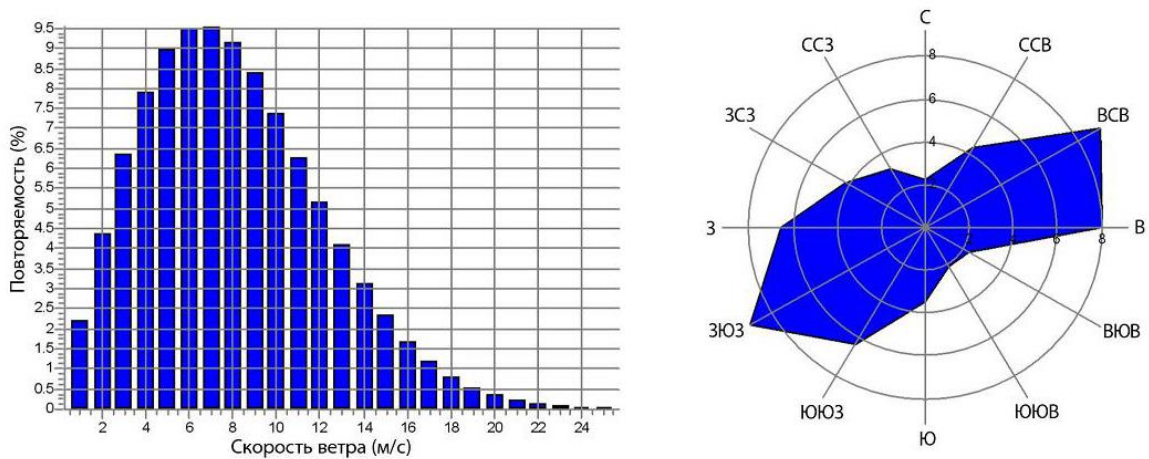 9.5
9
8.5
8
7.5
7
6.5
6
5.5
5
4.5
4
3.5
3
2.5
2
1.5
1
0.5
0
Повторяемость (%)
2 4 6 8 10 12 14 16 18 20 22 24
Скорость ветра (м/с)
С
ССЗ ССВ
8
ЗСЗ 6 ВСВ
4
З 2 4 6 8 В
ЗЮЗ ВЮВ
ЮЮЗ ЮЮВ
Ю